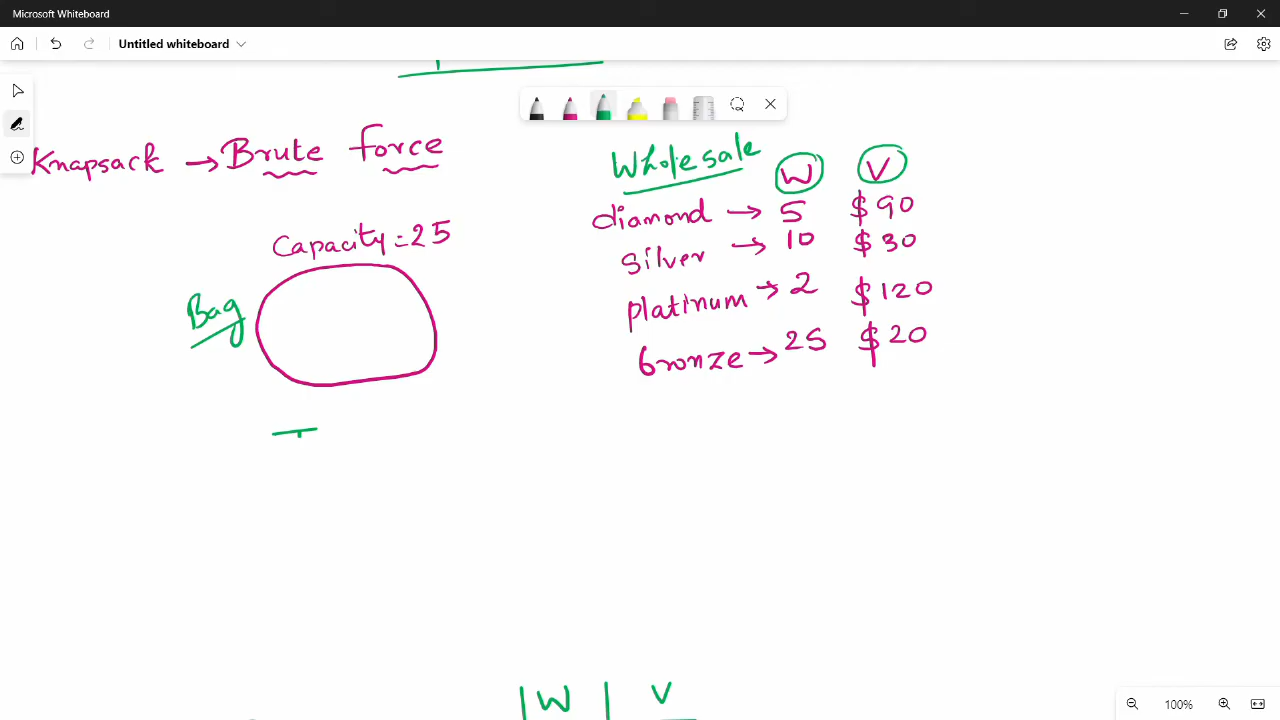 Microsoft Whiteboard
Untitled whiteboard
Knapsack → Brute force
Capacity = 25
Bag
Wholesale W V
diamond → 5 $90
silver → 10 $30
platinum → 2 $120
bronze → 25 $20
W | V
100%